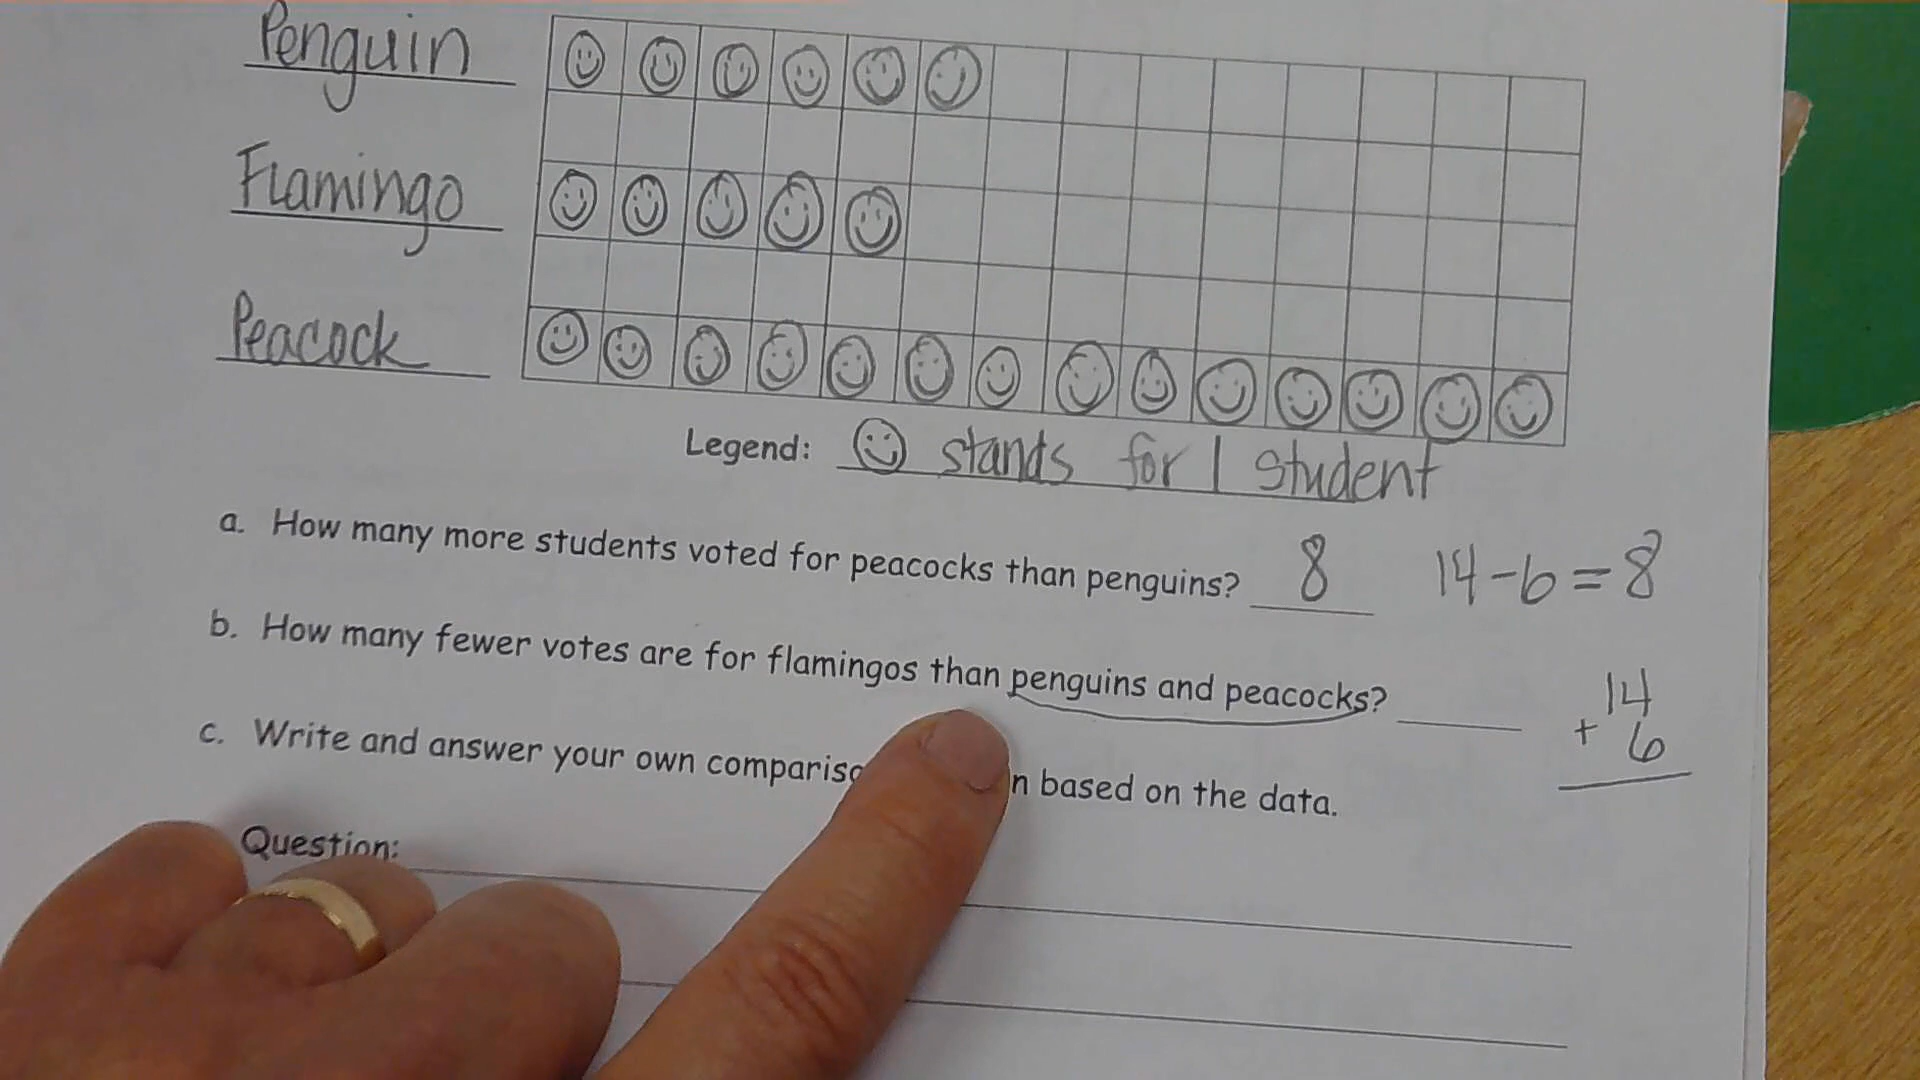 Penguin
Flamingo
Peacock
Legend: stands for 1 student
a. How many more students voted for peacocks than penguins? 8 14-6=8
b. How many fewer votes are for flamingos than penguins and peacocks?
14
+ 6
c. Write and answer your own n based on the data.
Question: